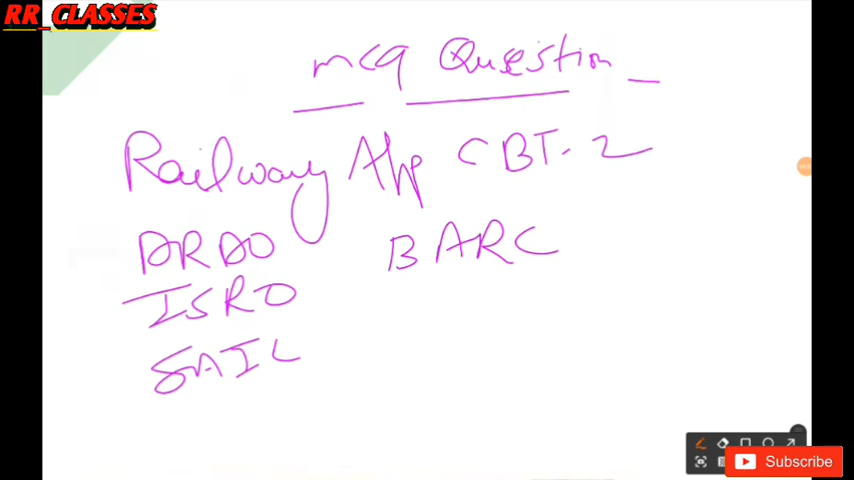 RR_CLASSES
mcq Question
Railway Alp CBT-2
DRDO BARC
ISRO
SAIL
Subscribe